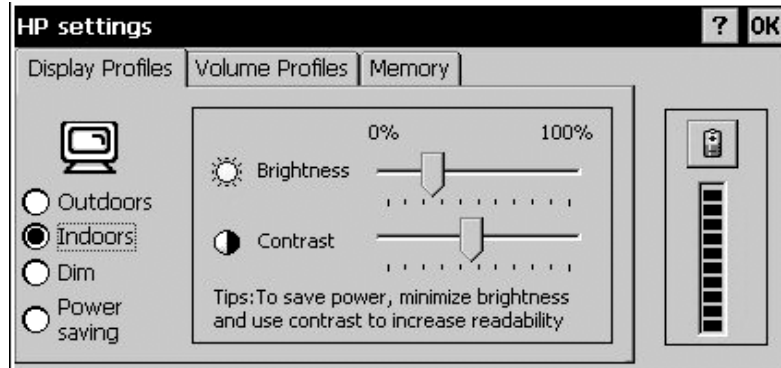 HP settings ? OK
Display Profiles Volume Profiles Memory
0% 100%
Brightness
Contrast
Tips:To save power, minimize brightness
and use contrast to increase readability
Outdoors
Indoors
Dim
Power
saving